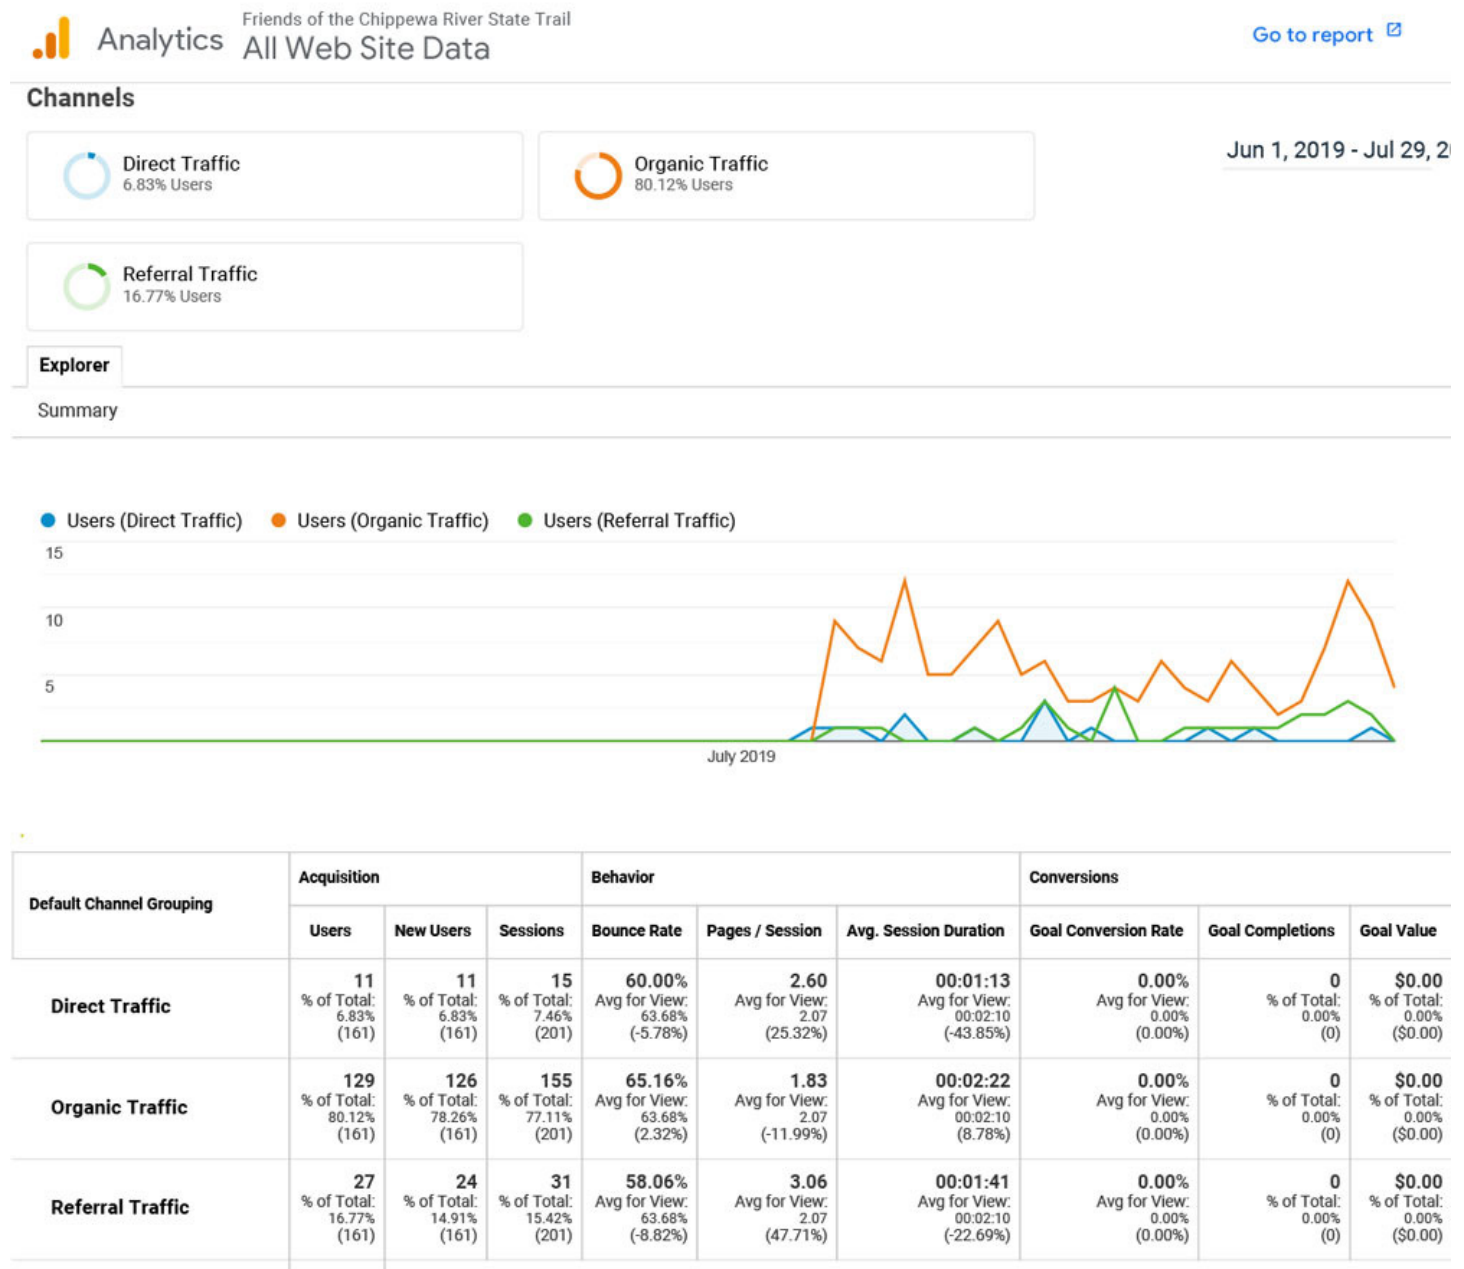 Analytics
Friends of the Chippewa River State Trail
All Web Site Data
Go to report
Channels
Direct Traffic
6.83% Users
Organic Traffic
80.12% Users
Jun 1, 2019 - Jul 29, 2
Referral Traffic
16.77% Users
Explorer
Summary
Users (Direct Traffic) Users (Organic Traffic) Users (Referral Traffic)
15
10
5
July 2019
Default Channel Grouping
Acquisition Behavior Conversions
Users New Users Sessions Bounce Rate Pages / Session Avg. Session Duration Goal Conversion Rate Goal Completions Goal Value
Direct Traffic
11 11 15 60.00% 2.60 00:01:13 0.00% 0 $0.00
% of Total: % of Total: % of Total: Avg for View: Avg for View: Avg for View: Avg for View: % of Total: % of Total:
6.83% 6.83% 7.46% 63.68% 2.07 00:02:10 0.00% 0.00% 0.00%
(161) (161) (201) (-5.78%) (25.32%) (-43.85%) (0.00%) (0) ($0.00)
Organic Traffic
129 126 155 65.16% 1.83 00:02:22 0.00% 0 $0.00
% of Total: % of Total: % of Total: Avg for View: Avg for View: Avg for View: Avg for View: % of Total: % of Total:
80.12% 78.26% 77.11% 63.68% 2.07 00:02:10 0.00% 0.00% 0.00%
(161) (161) (201) (2.32%) (-11.99%) (8.78%) (0.00%) (0) ($0.00)
Referral Traffic
27 24 31 58.06% 3.06 00:01:41 0.00% 0 $0.00
% of Total: % of Total: % of Total: Avg for View: Avg for View: Avg for View: Avg for View: % of Total: % of Total:
16.77% 14.91% 15.42% 63.68% 2.07 00:02:10 0.00% 0.00% 0.00%
(161) (161) (201) (-8.82%) (47.71%) (-22.69%) (0.00%) (0) ($0.00)